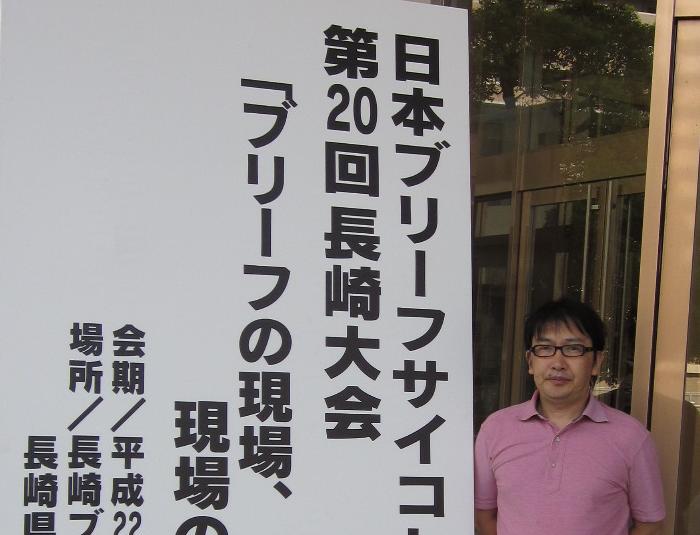 日本ブリーフサイコ
第20回長崎大会
「ブリーフの現場、
現場の
会期／平成22
場所／長崎ブ
長崎県